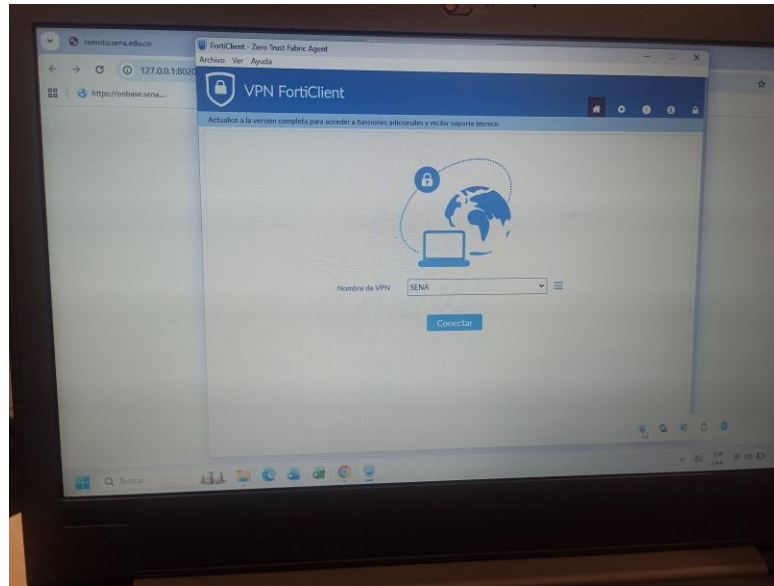 remoto.sena.edu.co
127.0.0.1:8020
https://onbase.sena...
FortiClient - Zero Trust Fabric Agent
Archivo Ver Ayuda
VPN FortiClient
Actualice a la versión completa para acceder a funciones adicionales y recibir soporte técnico.
Nombre de VPN SENA
Conectar
Buscar
ESP
LAA